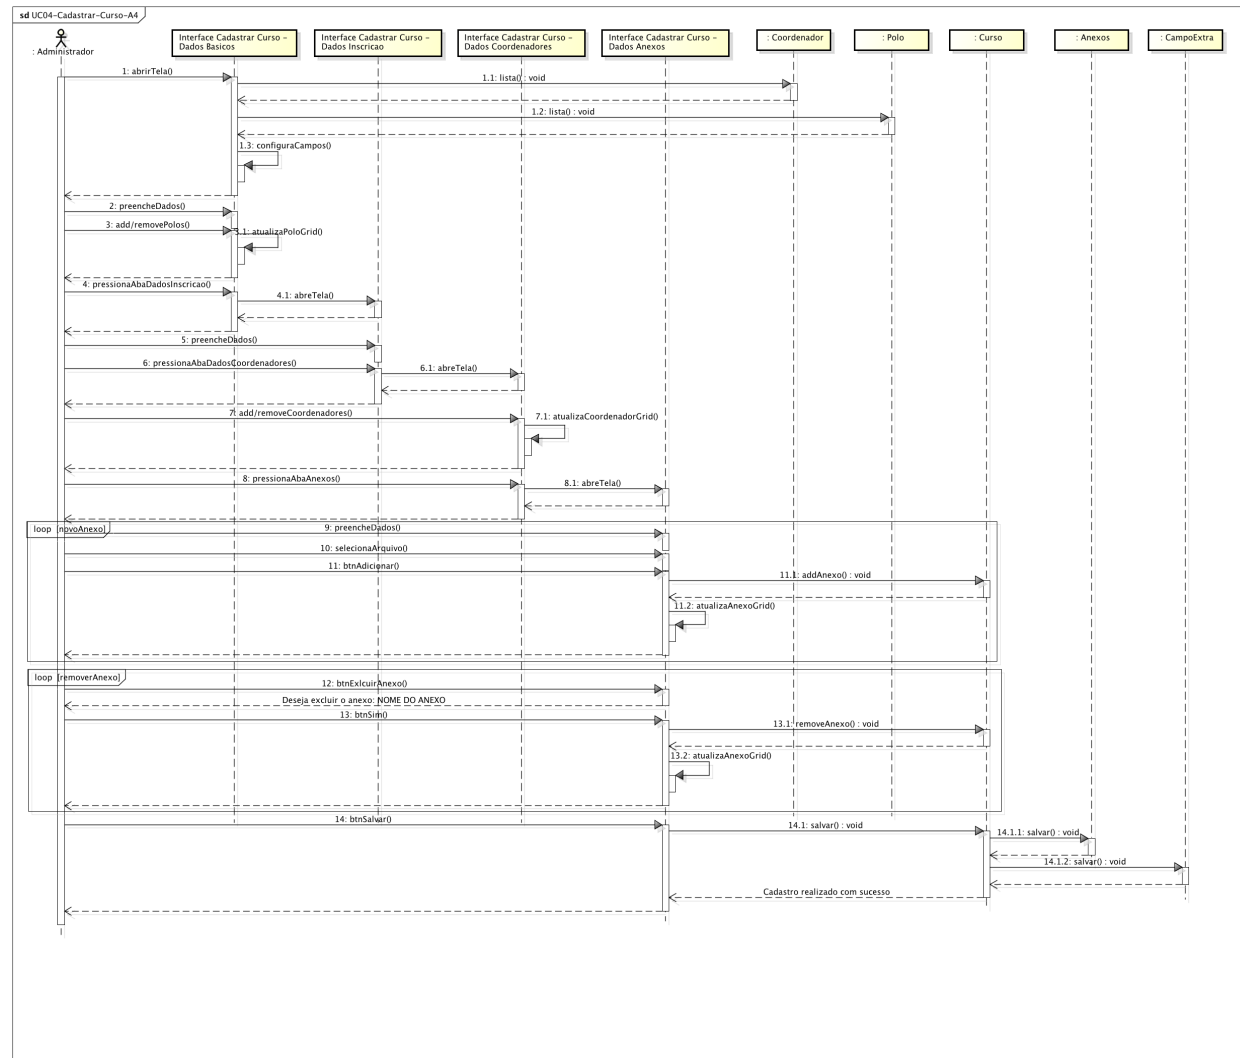 sd UC04-Cadastrar-Curso-A4
: Administrador
Interface Cadastrar Curso -
Dados Basicos
Interface Cadastrar Curso -
Dados Inscricao
Interface Cadastrar Curso -
Dados Coordenadores
Interface Cadastrar Curso -
Dados Anexos
: Coordenador
: Polo
: Curso
: Anexos
: CampoExtra
1: abrirTela()
1.1: lista() : void
1.2: lista() : void
1.3: configuraCampos()
2: preencheDados()
3: add/removePolos()
3.1: atualizaPoloGrid()
4: pressionaAbaDadosInscricao()
4.1: abreTela()
5: preencheDados()
6: pressionaAbaDadosCoordenadores()
6.1: abreTela()
7: add/removeCoordenadores()
7.1: atualizaCoordenadorGrid()
8: pressionaAbaAnexos()
8.1: abreTela()
loop [novoAnexo]
9: preencheDados()
10: selecionaArquivo()
11: btnAdicionar()
11.1: addAnexo() : void
11.2: atualizaAnexoGrid()
loop [removerAnexo]
12: btnExlcuirAnexo()
Deseja excluir o anexo: NOME DO ANEXO
13: btnSim()
13.1: removeAnexo() : void
13.2: atualizaAnexoGrid()
14: btnSalvar()
14.1: salvar() : void
14.1.1: salvar() : void
14.1.2: salvar() : void
Cadastro realizado com sucesso